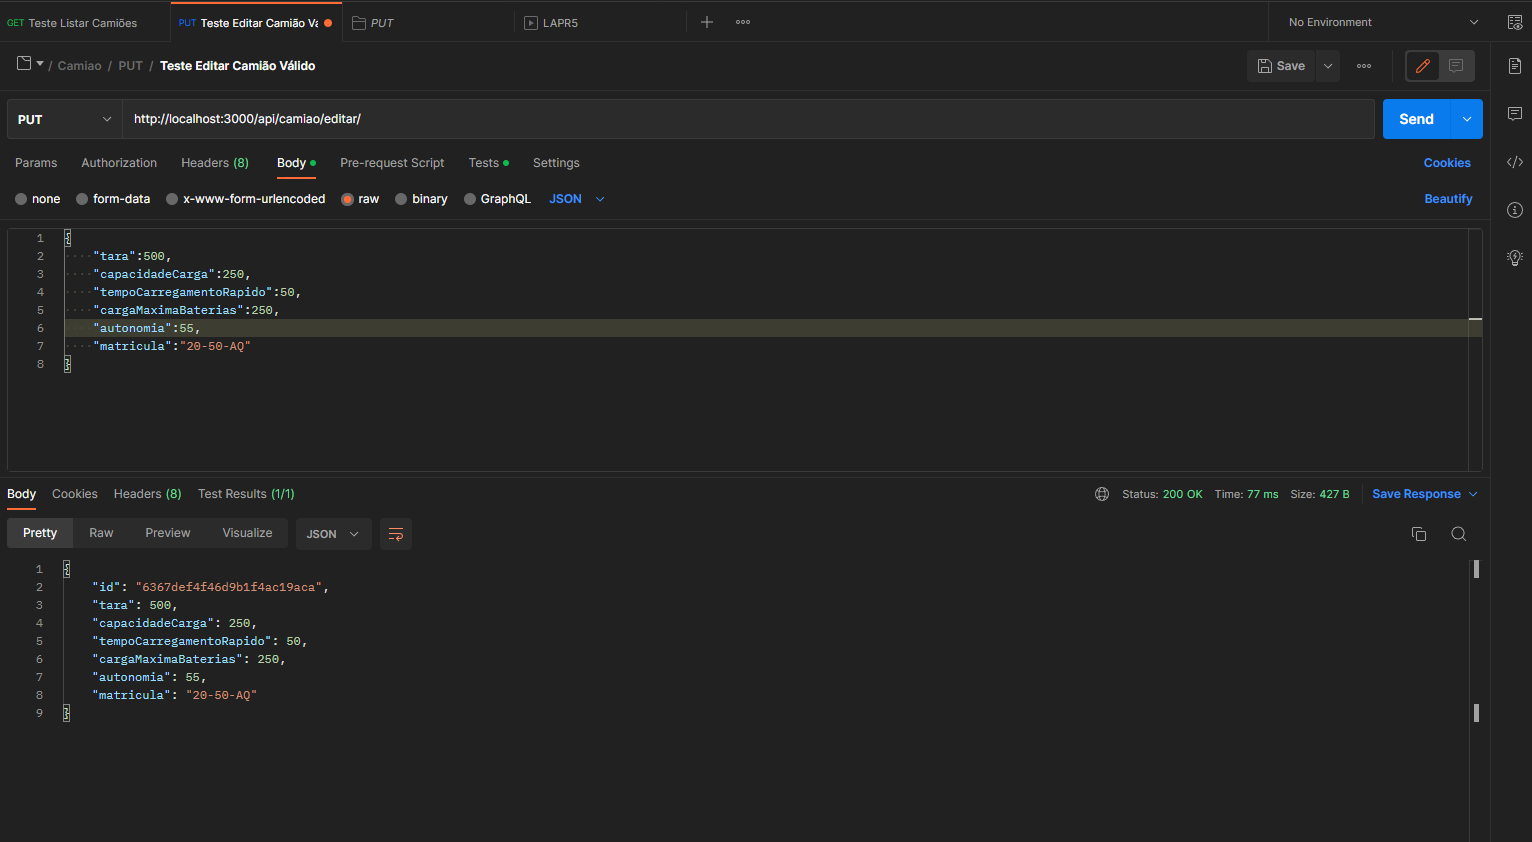 GET Teste Listar Camiões PUT Teste Editar Camião Vá PUT LAPR5 No Environment
/ Camiao / PUT / Teste Editar Camião Válido Save
PUT http://localhost:3000/api/camiao/editar/ Send
Params Authorization Headers (8) Body Pre-request Script Tests Settings Cookies
none form-data x-www-form-urlencoded raw binary GraphQL JSON Beautify
1 {
2 "tara":500,
3 "capacidadeCarga":250,
4 "tempoCarregamentoRapido":50,
5 "cargaMaximaBaterias":250,
6 "autonomia":55,
7 "matricula":"20-50-AQ"
8 }
Body Cookies Headers (8) Test Results (1/1) Status: 200 OK Time: 77 ms Size: 427 B Save Response
Pretty Raw Preview Visualize JSON
1 {
2 "id": "6367def4f46d9b1f4ac19aca",
3 "tara": 500,
4 "capacidadeCarga": 250,
5 "tempoCarregamentoRapido": 50,
6 "cargaMaximaBaterias": 250,
7 "autonomia": 55,
8 "matricula": "20-50-AQ"
9 }